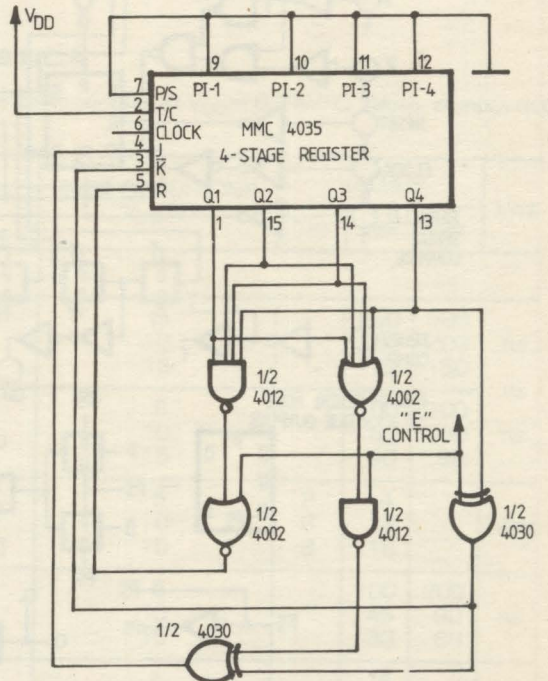 VDD
9 10 11 12
7 P/S PI-1 PI-2 PI-3 PI-4
2 T/C
6 CLOCK MMC 4035
4 J 4-STAGE REGISTER
3 K̅
5 R
Q1 Q2 Q3 Q4
1 15 14 13
1/2 4012
1/2 4002
"E" CONTROL
1/2 4002
1/2 4012
1/2 4030
1/2 4030